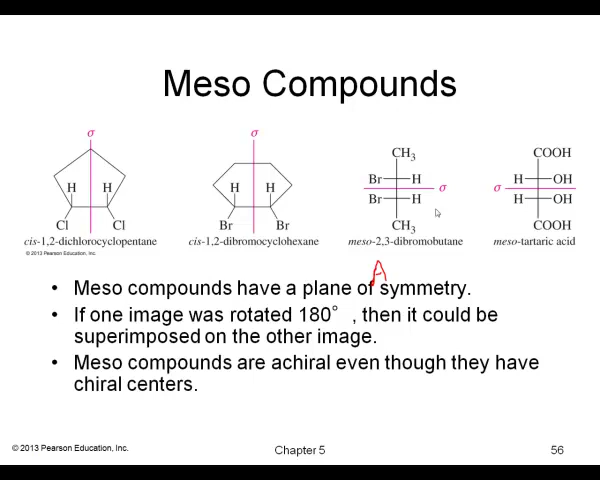 Meso Compounds
σ
H H
Cl Cl
cis-1,2-dichlorocyclopentane
© 2013 Pearson Education, Inc.
σ
H H
Br Br
cis-1,2-dibromocyclohexane
CH3
Br H
σ
Br H
CH3
meso-2,3-dibromobutane
COOH
H OH
σ
H OH
COOH
meso-tartaric acid
A
• Meso compounds have a plane of symmetry.
• If one image was rotated 180°, then it could be
superimposed on the other image.
• Meso compounds are achiral even though they have
chiral centers.
© 2013 Pearson Education, Inc.
Chapter 5
56